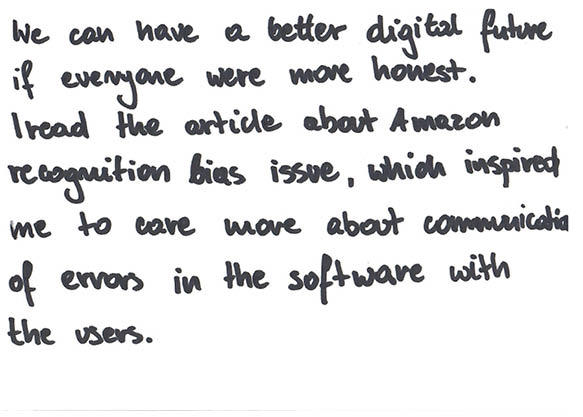 We can have a better digital future
if everyone were more honest.
I read the article about Amazon
recognition bias issue, which inspired
me to care more about communicatio
of errors in the software with
the users.